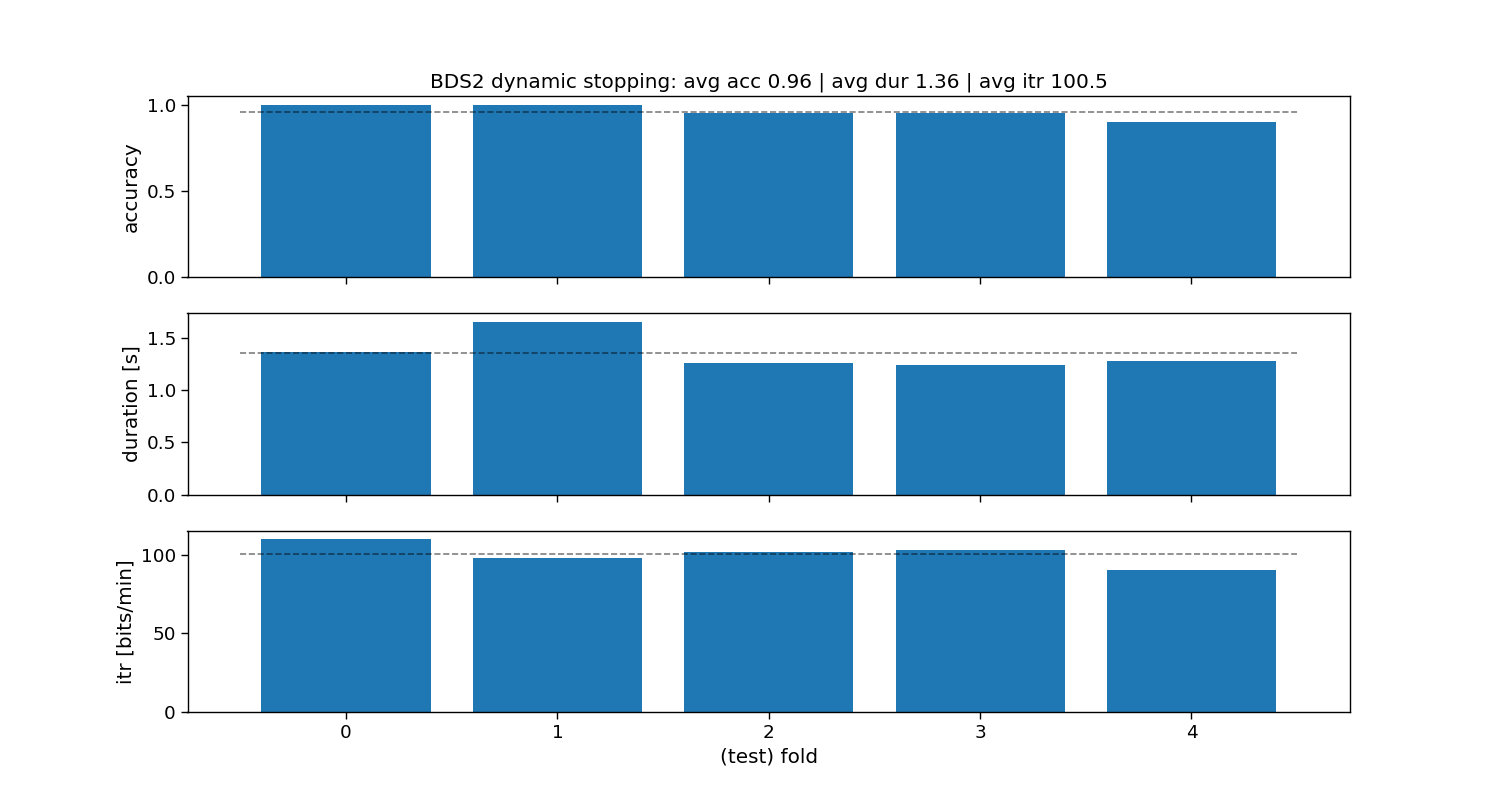 BDS2 dynamic stopping: avg acc 0.96 | avg dur 1.36 | avg itr 100.5
accuracy
1.0
0.5
0.0
duration [s]
1.5
1.0
0.5
0.0
itr [bits/min]
100
50
0
0 1 2 3 4
(test) fold